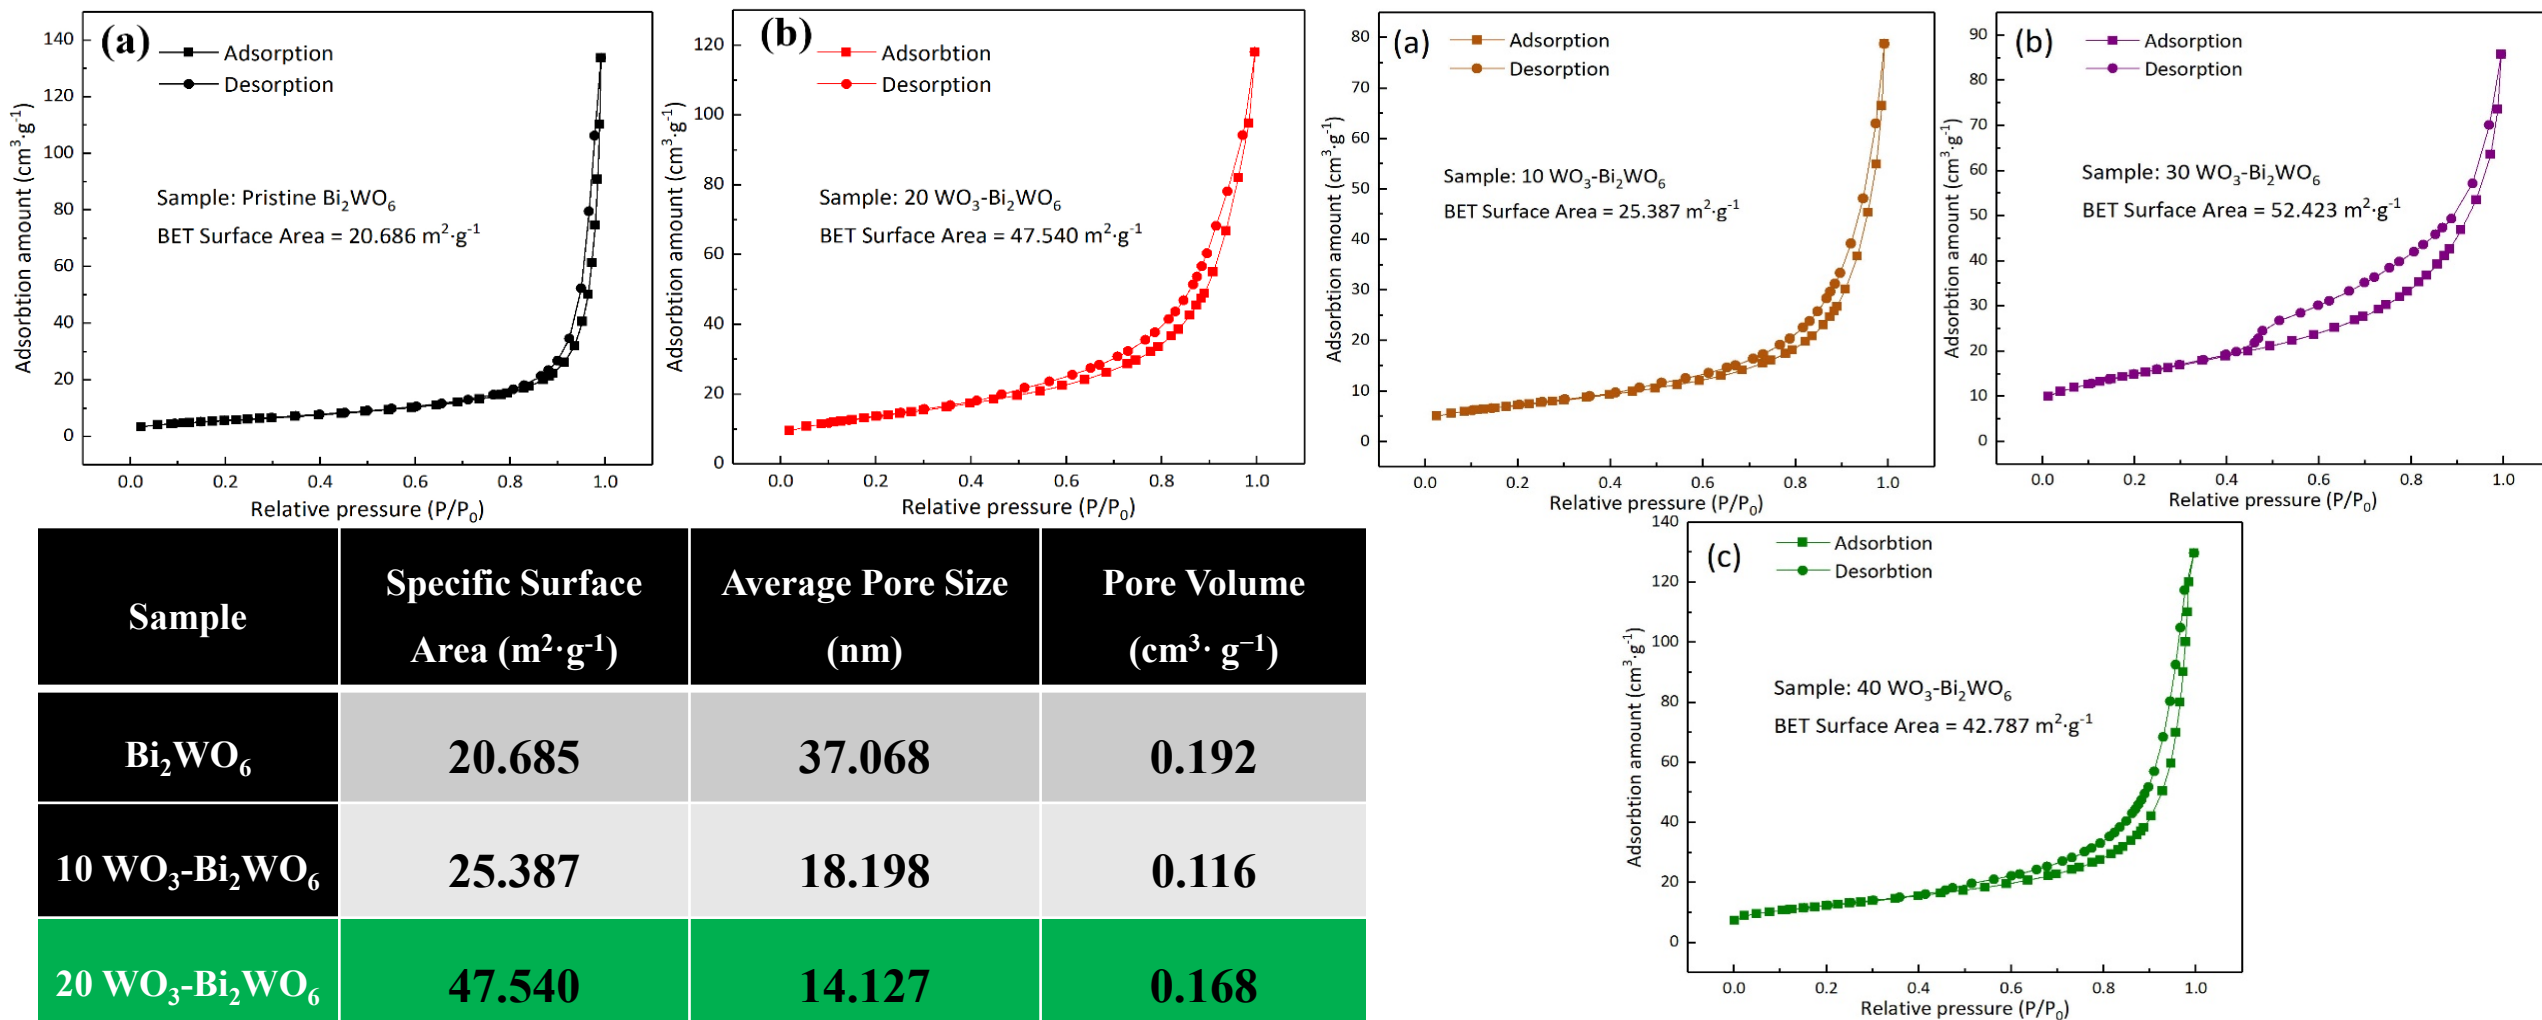 (a)
Adsorption
Desorption
Sample: Pristine Bi₂WO₆
BET Surface Area = 20.686 m²·g⁻¹
Adsorbtion amount (cm³·g⁻¹)
140
120
100
80
60
40
20
0
0.0 0.2 0.4 0.6 0.8 1.0
Relative pressure (P/P₀)
(b)
Adsorbtion
Desorption
Sample: 20 WO₃-Bi₂WO₆
BET Surface Area = 47.540 m²·g⁻¹
Adsorbtion amount (cm³·g⁻¹)
120
100
80
60
40
20
0
0.0 0.2 0.4 0.6 0.8 1.0
Relative pressure (P/P₀)
(a)
Adsorption
Desorption
Sample: 10 WO₃-Bi₂WO₆
BET Surface Area = 25.387 m²·g⁻¹
Adsorbtion amount (cm³·g⁻¹)
80
70
60
50
40
30
20
10
0
0.0 0.2 0.4 0.6 0.8 1.0
Relative pressure (P/P₀)
(b)
Adsorption
Desorption
Sample: 30 WO₃-Bi₂WO₆
BET Surface Area = 52.423 m²·g⁻¹
Adsorbtion amount (cm³·g⁻¹)
90
80
70
60
50
40
30
20
10
0
0.0 0.2 0.4 0.6 0.8 1.0
Relative pressure (P/P₀)
Sample
Specific Surface
Area (m²·g⁻¹)
Average Pore Size
(nm)
Pore Volume
(cm³· g⁻¹)
Bi₂WO₆ 20.685 37.068 0.192
10 WO₃-Bi₂WO₆ 25.387 18.198 0.116
20 WO₃-Bi₂WO₆ 47.540 14.127 0.168
(c)
Adsorbtion
Desorbtion
Sample: 40 WO₃-Bi₂WO₆
BET Surface Area = 42.787 m²·g⁻¹
Adsorbtion amount (cm³·g⁻¹)
140
120
100
80
60
40
20
0
0.0 0.2 0.4 0.6 0.8 1.0
Relative pressure (P/P₀)